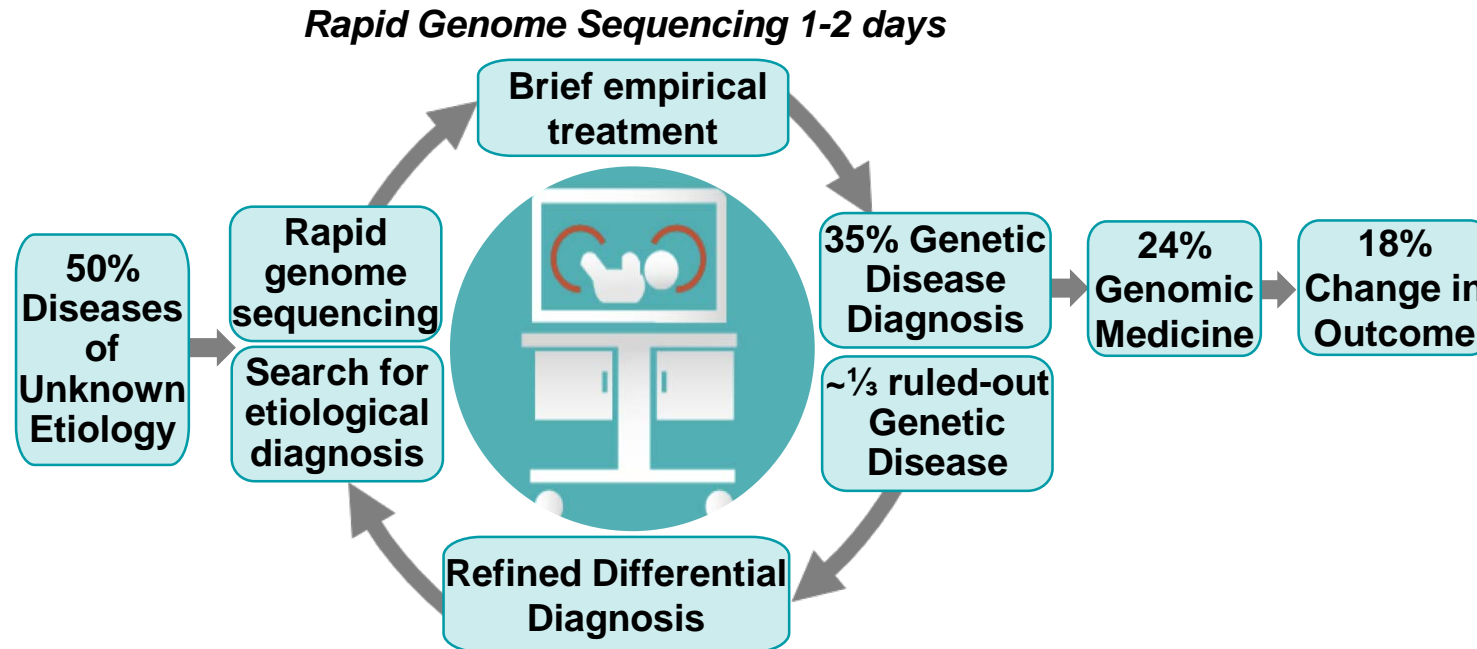 Rapid Genome Sequencing 1-2 days
Brief empirical
treatment
50%
Diseases
of
Unknown
Etiology
Rapid
genome
sequencing
Search for
etiological
diagnosis
35% Genetic
Disease
Diagnosis
~⅓ ruled-out
Genetic
Disease
24%
Genomic
Medicine
18%
Change in
Outcome
Refined Differential
Diagnosis